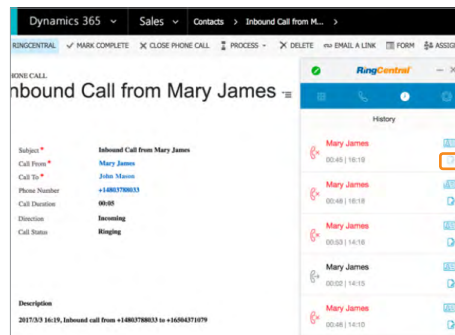 Dynamics 365 Sales Contacts > Inbound Call from M... >
RINGCENTRAL MARK COMPLETE CLOSE PHONE CALL PROCESS DELETE EMAIL A LINK FORM ASSIG
HONE CALL
nbound Call from Mary James
Subject * Inbound Call from Mary James
Call From * Mary James
Call To * John Mason
Phone Number +14803788033
Call Duration 00:05
Direction Incoming
Call Status Ringing
Description
2017/3/3 16:19, Inbound call from +14803788033 to +16504371079
RingCentral
History
Mary James
00:45 | 16:19
Mary James
00:48 | 16:18
Mary James
00:53 | 14:16
Mary James
00:02 | 14:15
Mary James
00:48 | 14:10